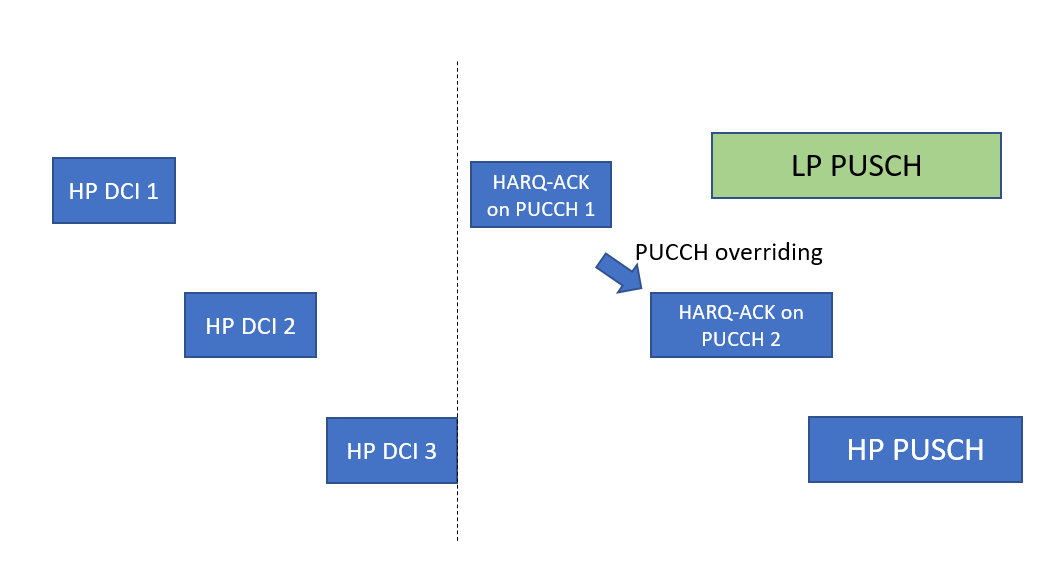 HP DCI 1
HARQ-ACK
on PUCCH 1
LP PUSCH
PUCCH overriding
HP DCI 2
HARQ-ACK on
PUCCH 2
HP DCI 3
HP PUSCH